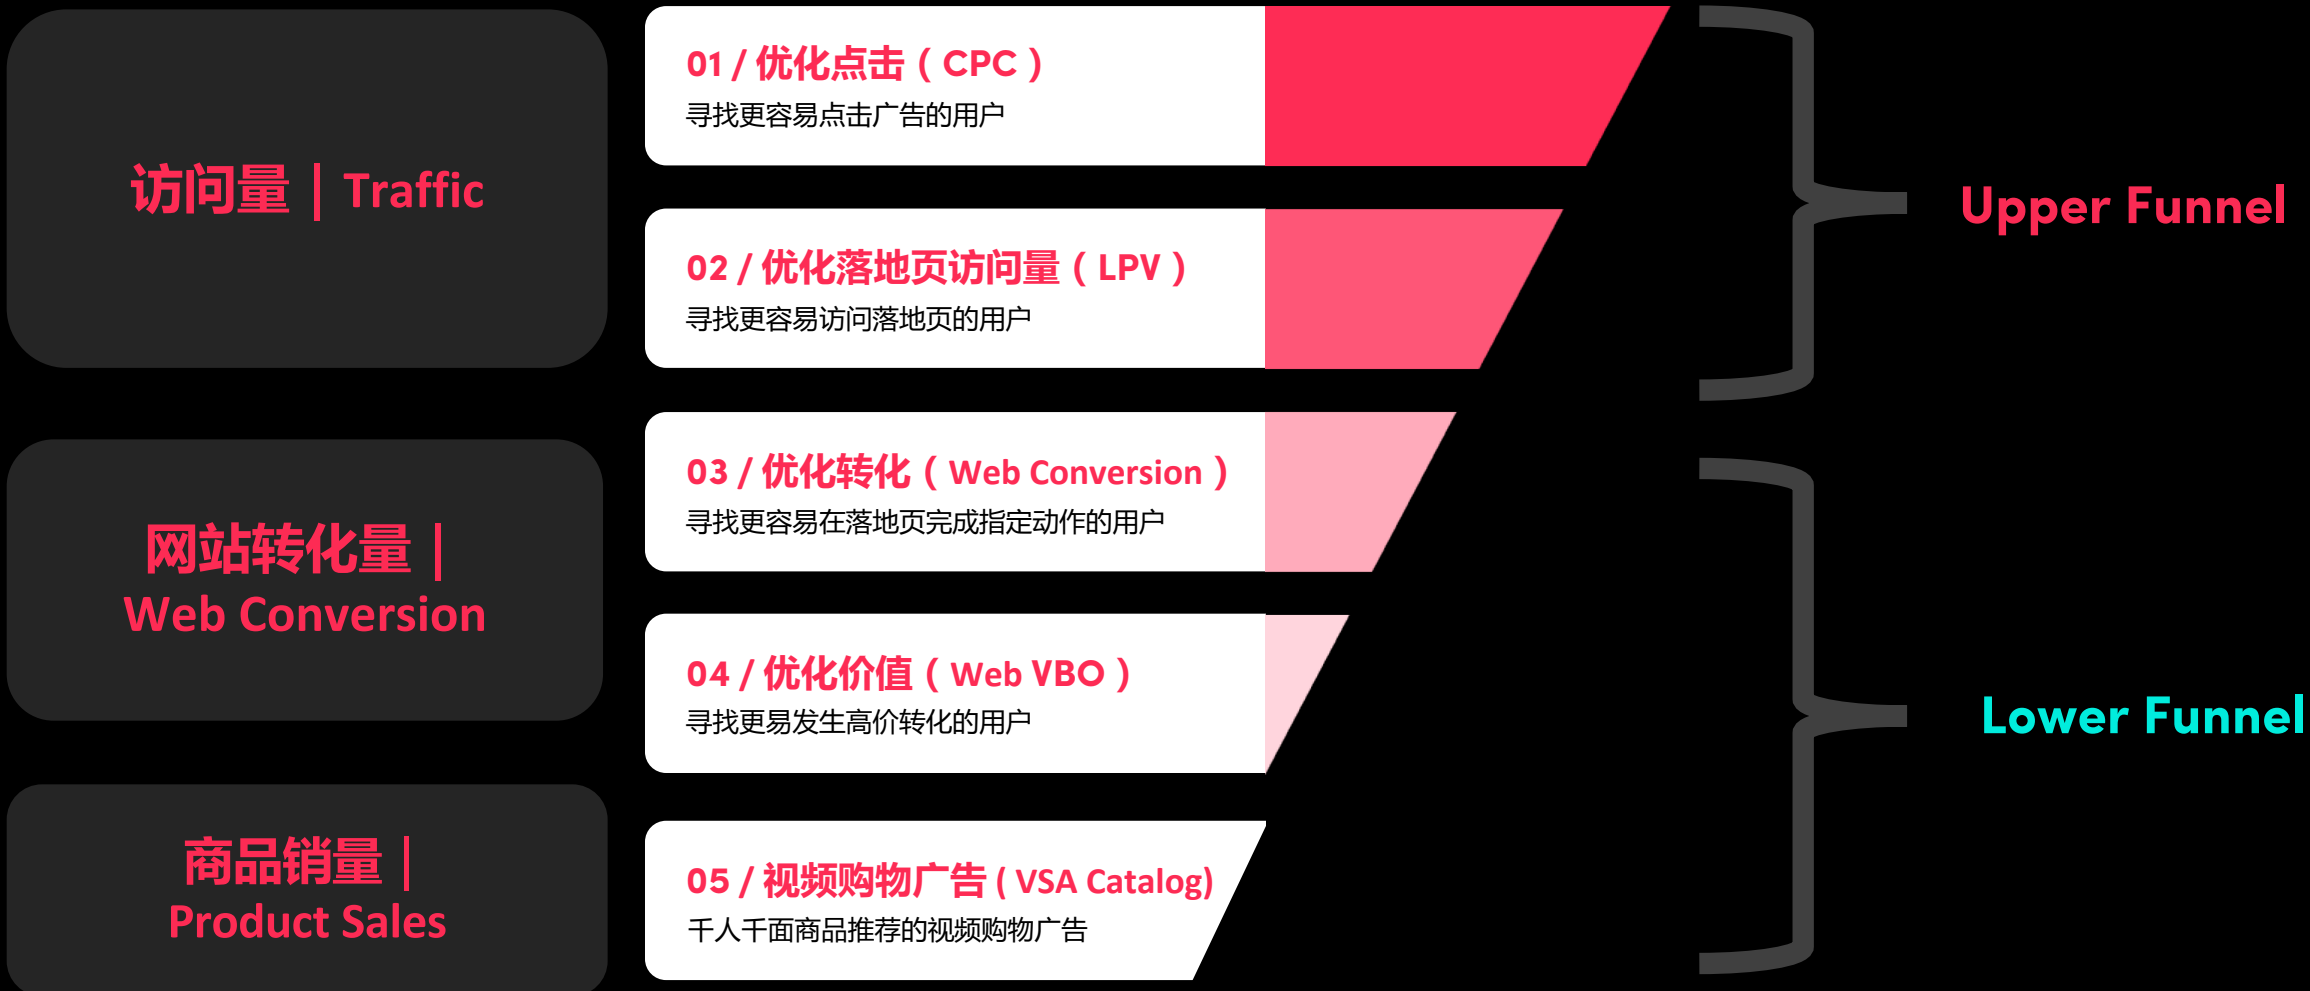 访问量 | Traffic
01 / 优化点击（CPC）
寻找更容易点击广告的用户
02 / 优化落地页访问量（LPV）
寻找更容易访问落地页的用户
Upper Funnel
网站转化量 |
Web Conversion
03 / 优化转化（Web Conversion）
寻找更容易在落地页完成指定动作的用户
04 / 优化价值（Web VBO）
寻找更易发生高价转化的用户
商品销量 |
Product Sales
05 / 视频购物广告 ( VSA Catalog)
千人千面商品推荐的视频购物广告
Lower Funnel